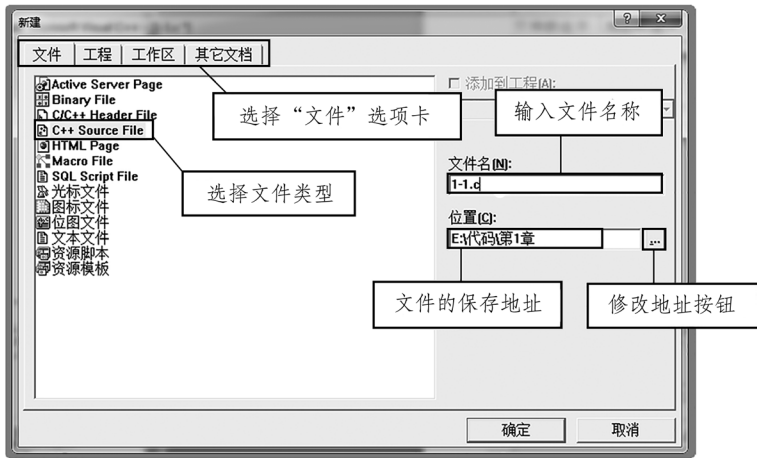 新建
文件 工程 工作区 其它文档
Active Server Page
Binary File
C/C++ Header File
C++ Source File
HTML Page
Macro File
SQL Script File
光标文件
图标文件
位图文件
文本文件
资源脚本
资源模板
选择“文件”选项卡
选择文件类型
添加到工程(A):
输入文件名称
文件名(N):
1-1.c
位置(C):
E:\代码\第1章
...
文件的保存地址
修改地址按钮
确定 取消